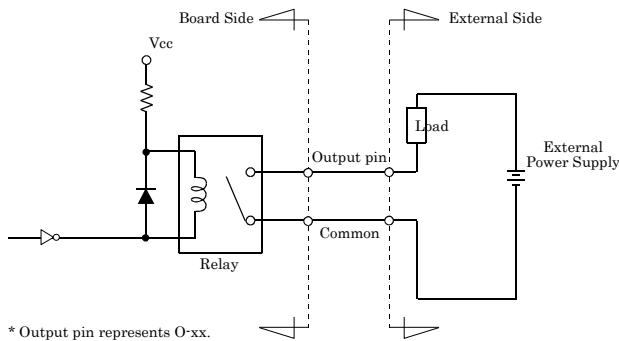 Board Side
External Side
Vcc
Load
Output pin
External
Power Supply
Common
Relay
* Output pin represents O-xx.